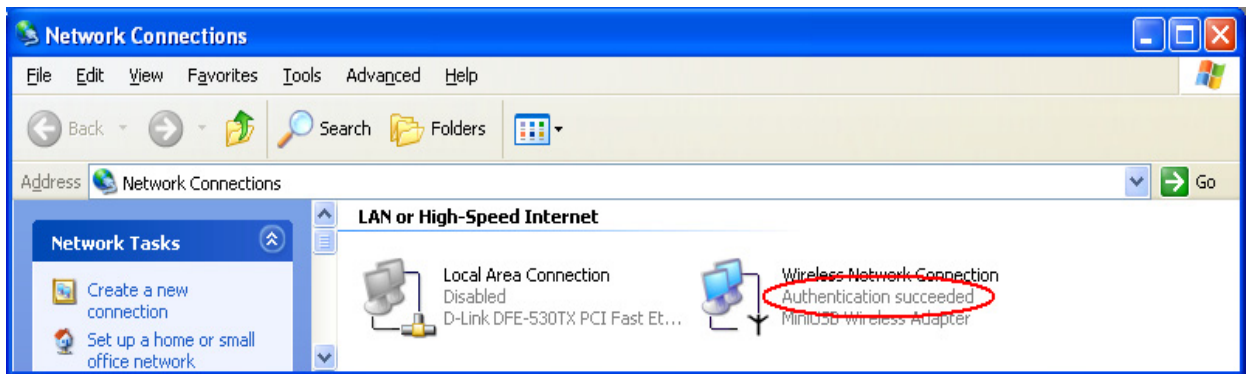 Network Connections
File Edit View Favorites Tools Advanced Help
Back Search Folders
Address Network Connections Go
Network Tasks
Create a new
connection
Set up a home or small
office network
LAN or High-Speed Internet
Local Area Connection
Disabled
D-Link DFE-530TX PCI Fast Et...
Wireless Network Connection
Authentication succeeded
MiniUSB Wireless Adapter